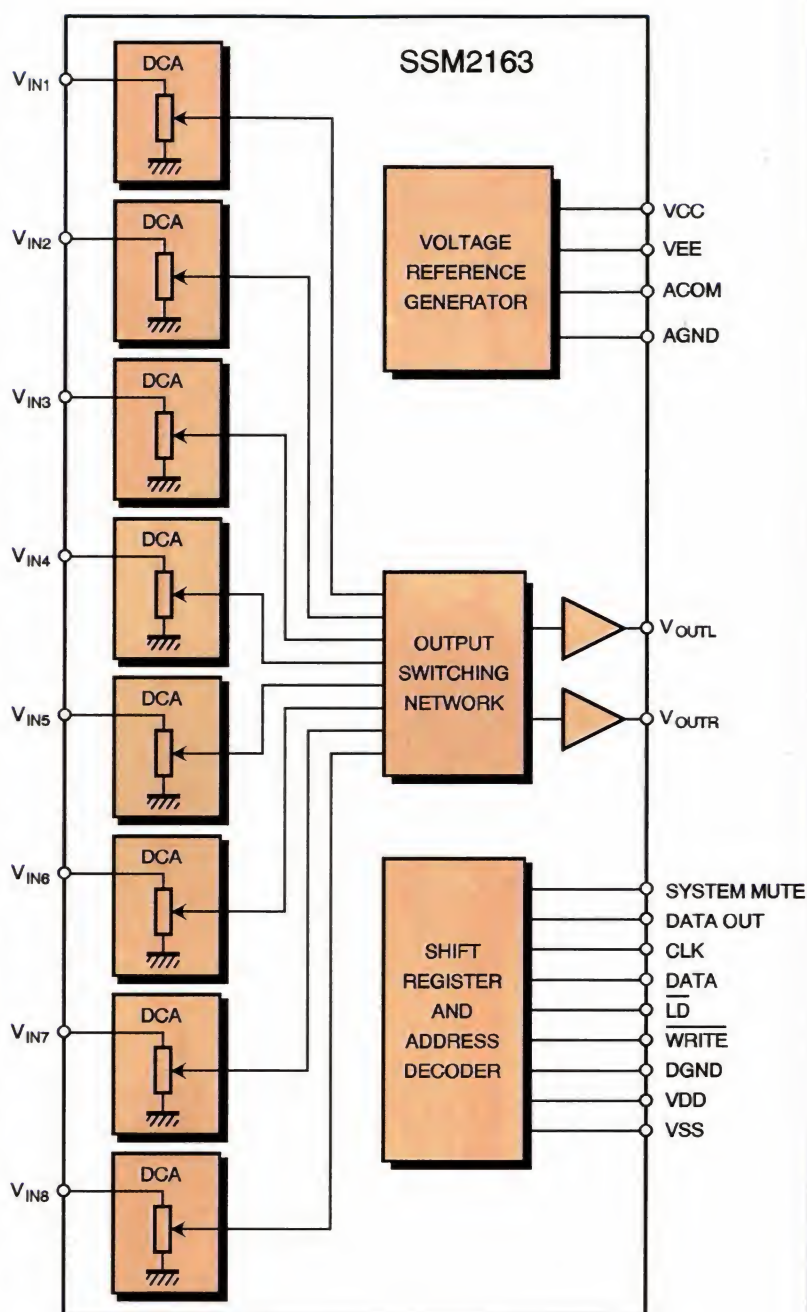 SSM2163
DCA
VIN1
DCA
VIN2
DCA
VIN3
DCA
VIN4
DCA
VIN5
DCA
VIN6
DCA
VIN7
DCA
VIN8
VOLTAGE
REFERENCE
GENERATOR
VCC
VEE
ACOM
AGND
OUTPUT
SWITCHING
NETWORK
VOUTL
VOUTR
SHIFT
REGISTER
AND
ADDRESS
DECODER
SYSTEM MUTE
DATA OUT
CLK
DATA
LD
WRITE
DGND
VDD
VSS